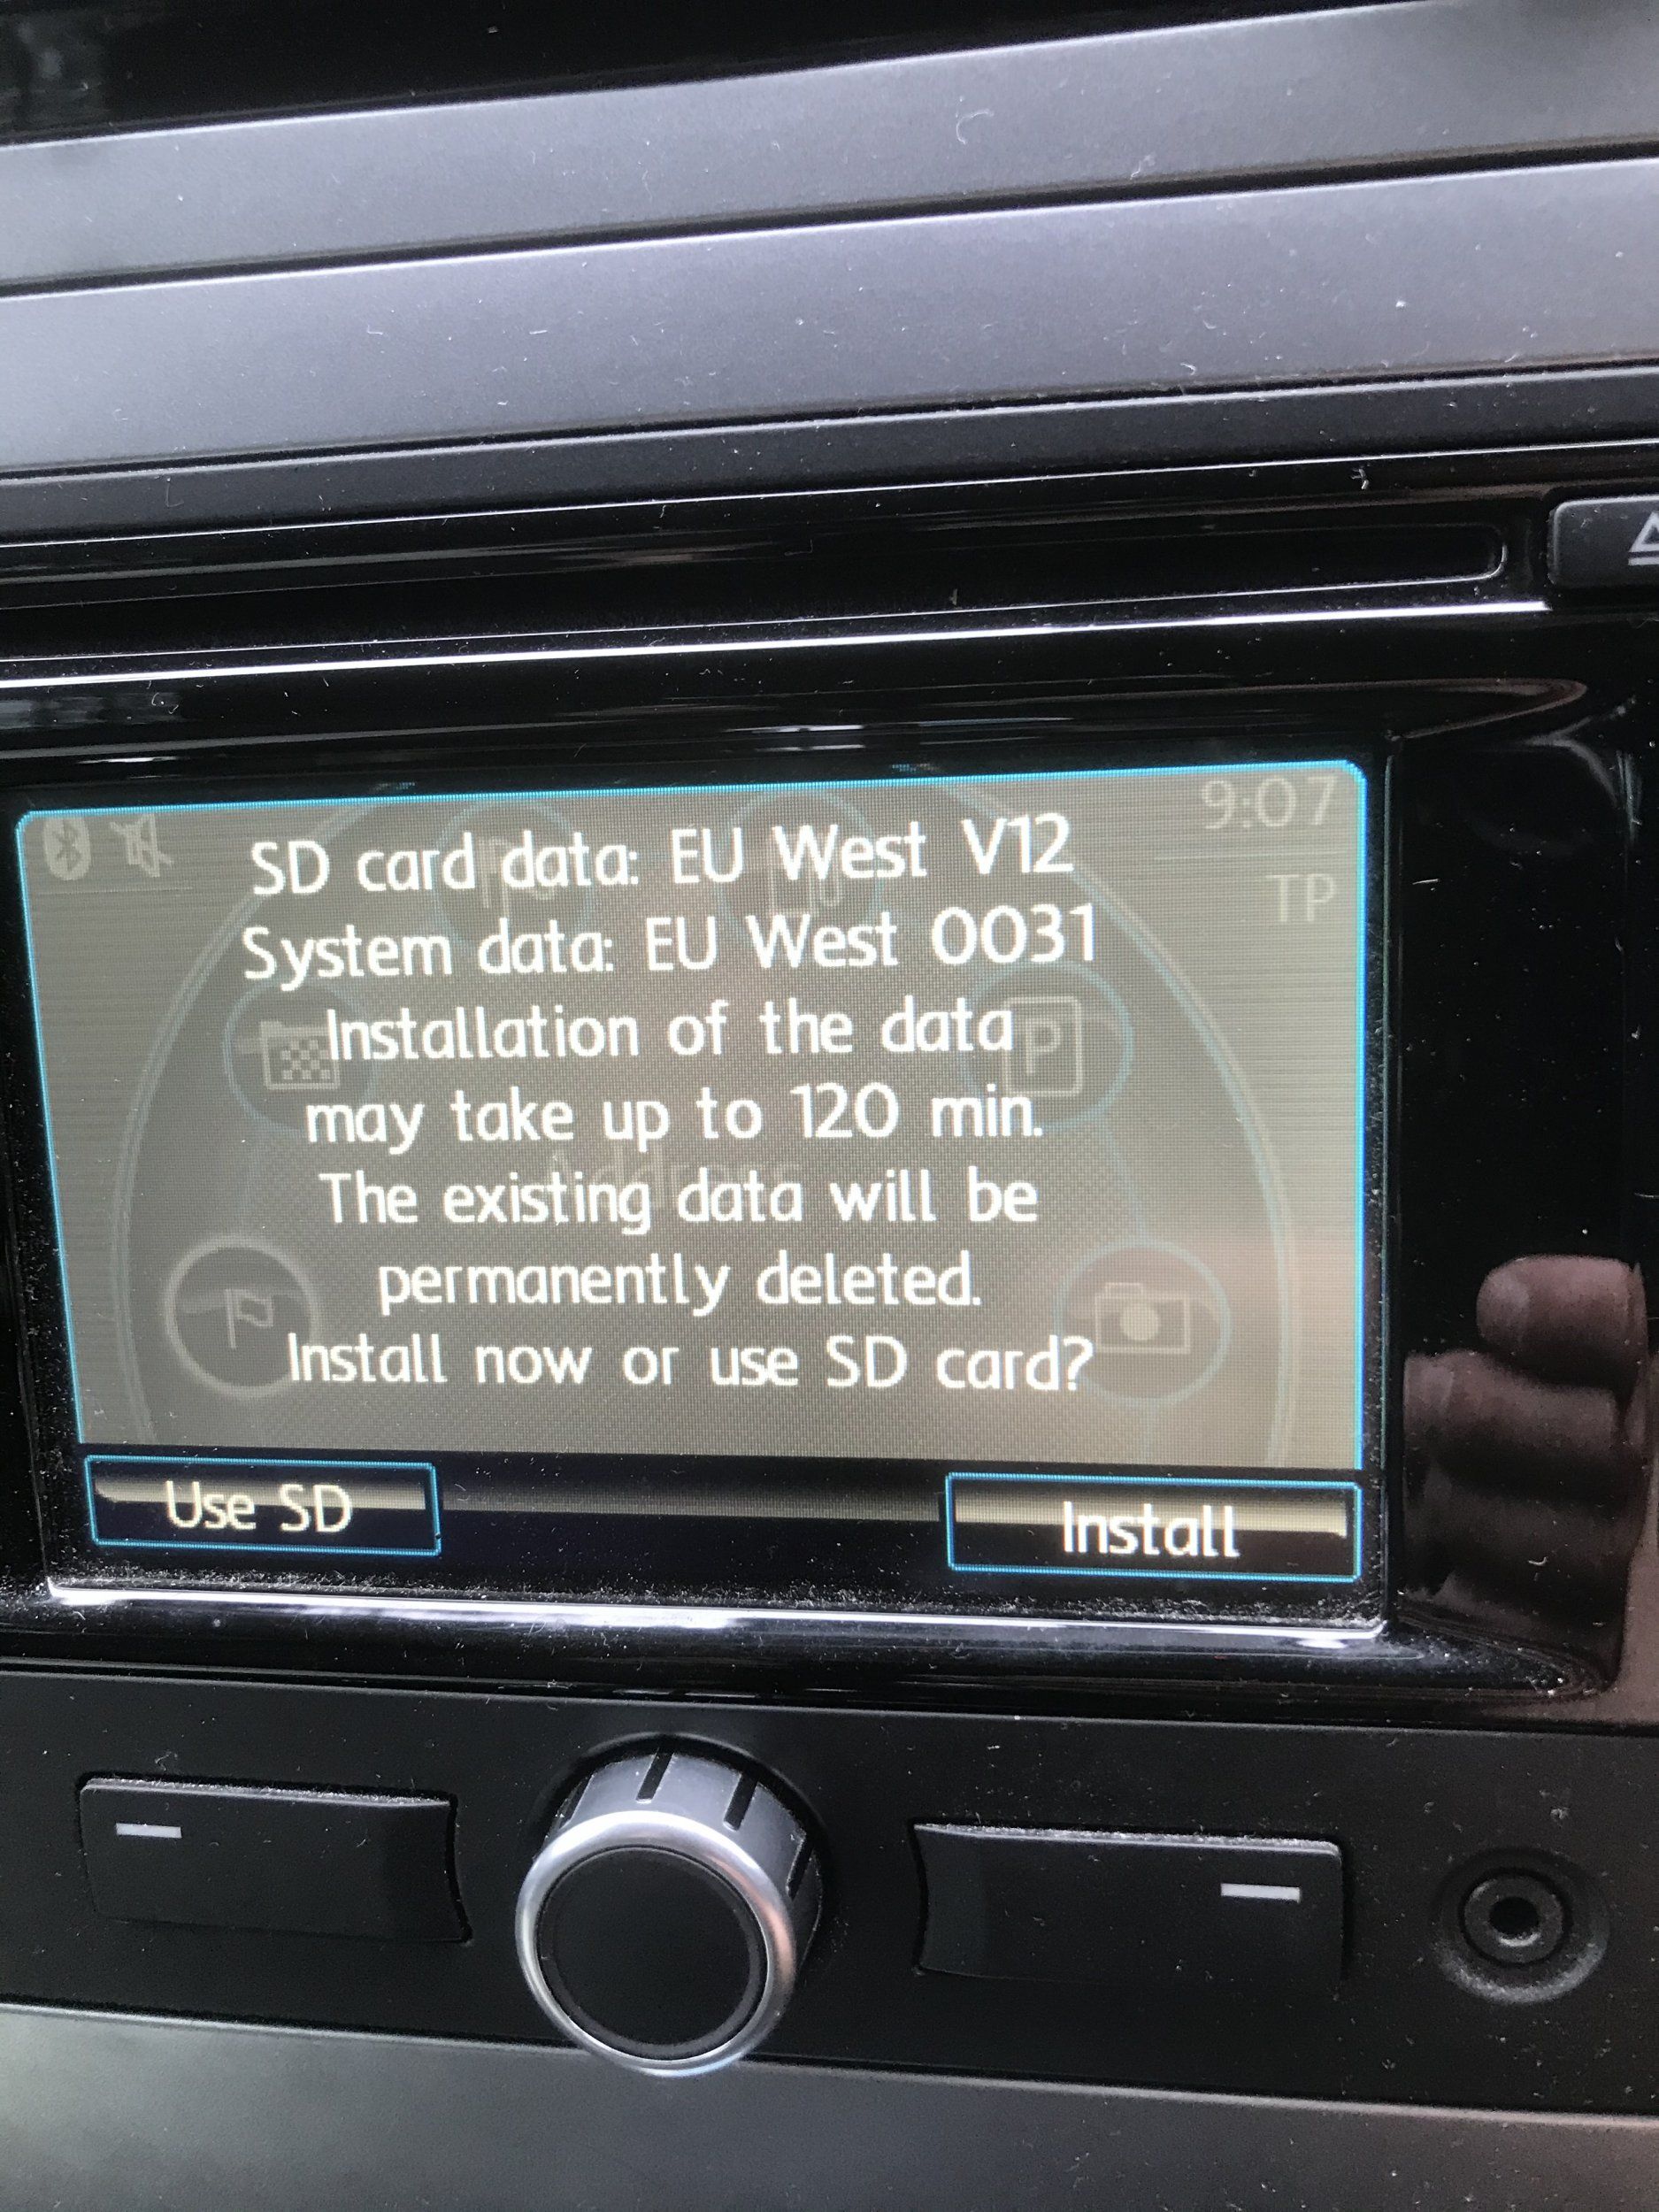 9:07
TP
SD card data: EU West V12
System data: EU West 0031
Installation of the data
may take up to 120 min.
The existing data will be
permanently deleted.
Install now or use SD card?
P
Address
Use SD
Install